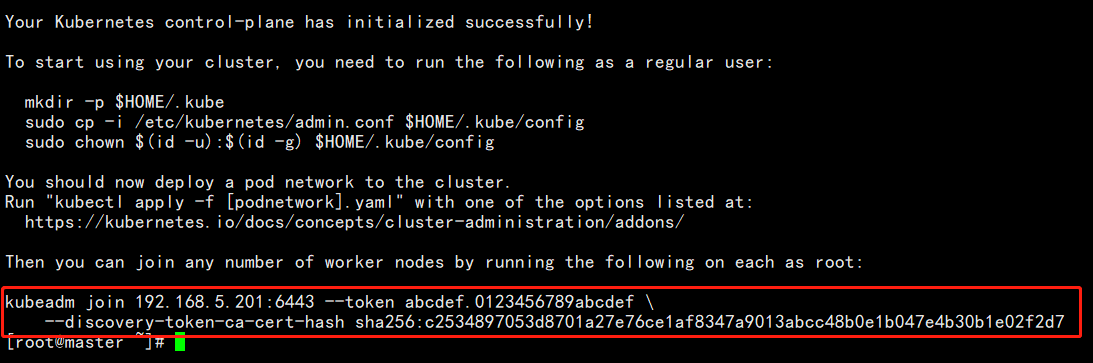 Your Kubernetes control-plane has initialized successfully!
To start using your cluster, you need to run the following as a regular user:
mkdir -p $HOME/.kube
sudo cp -i /etc/kubernetes/admin.conf $HOME/.kube/config
sudo chown $(id -u):$(id -g) $HOME/.kube/config
You should now deploy a pod network to the cluster.
Run "kubectl apply -f [podnetwork].yaml" with one of the options listed at:
https://kubernetes.io/docs/concepts/cluster-administration/addons/
Then you can join any number of worker nodes by running the following on each as root:
kubeadm join 192.168.5.201:6443 --token abcdef.0123456789abcdef \
--discovery-token-ca-cert-hash sha256:c2534897053d8701a27e76ce1af8347a9013abcc48b0e1b047e4b30b1e02f2d7
[root@master ~]#